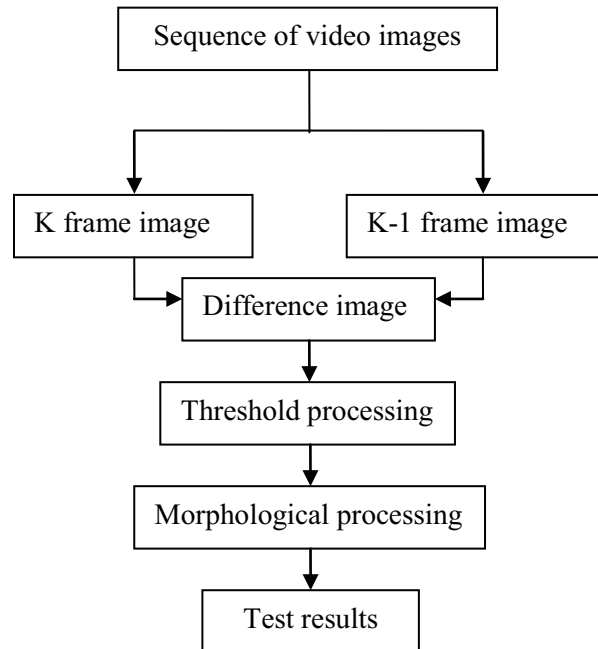 Sequence of video images
K frame image
K-1 frame image
Difference image
Threshold processing
Morphological processing
Test results